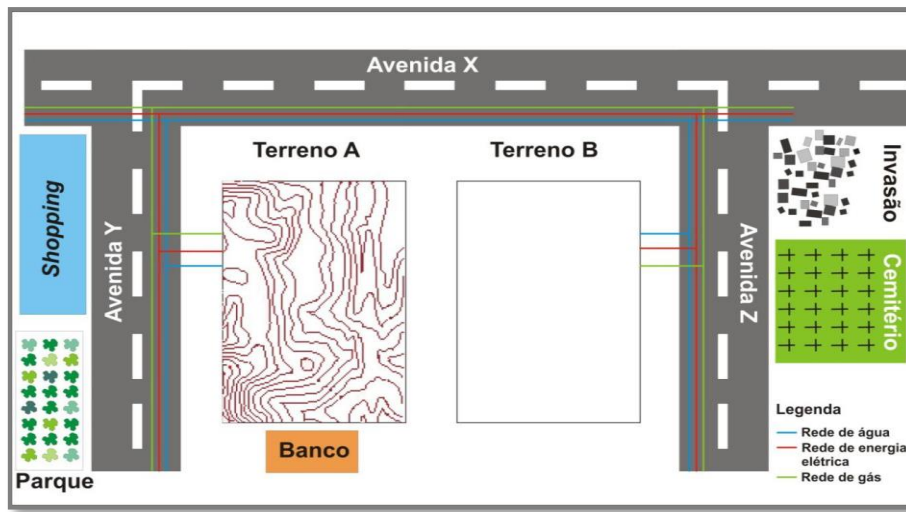 Avenida X
Terreno A
Terreno B
Shopping
Avenida Y
Avenida Z
Invasão
Cemitério
Parque
Banco
Legenda
Rede de água
Rede de energia
elétrica
Rede de gás